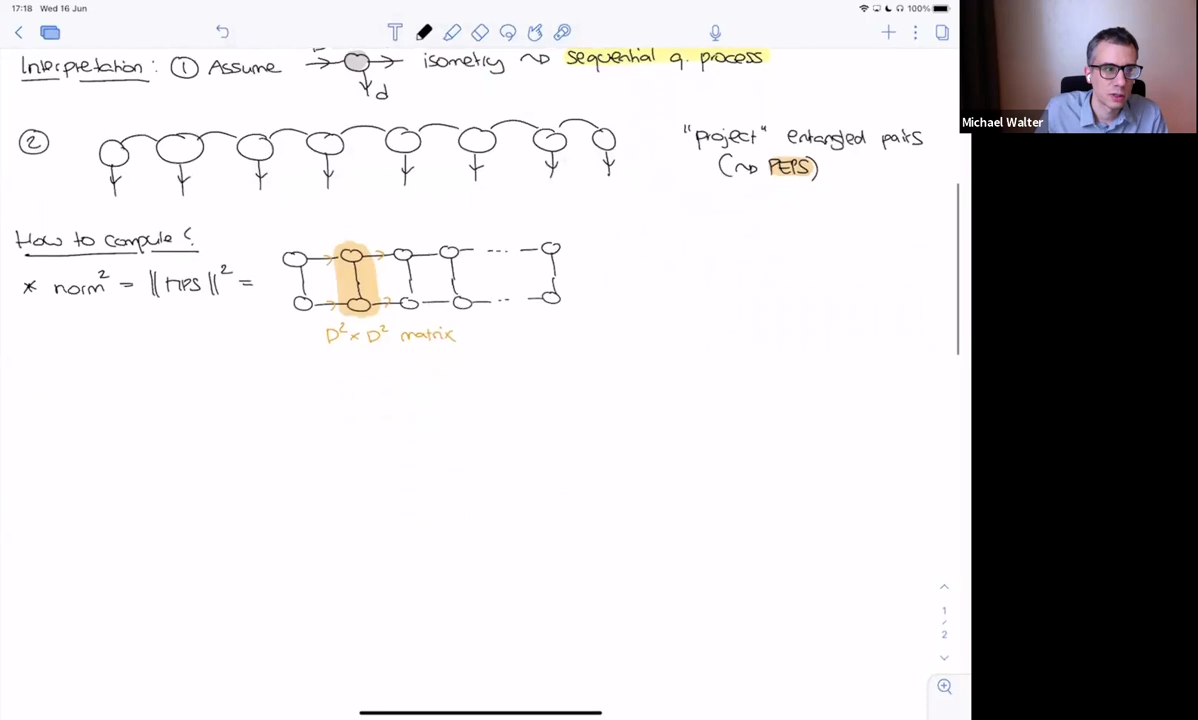 17:18 Wed 16 Jun
100%
Interpretation: ① Assume isometry ⤳ sequential q. process
d
② "project" entangled pairs
(⤳ PEPS)
How to compute?
* norm² = ||MPS||² = ...
D² × D² matrix
Michael Walter
1
/
2